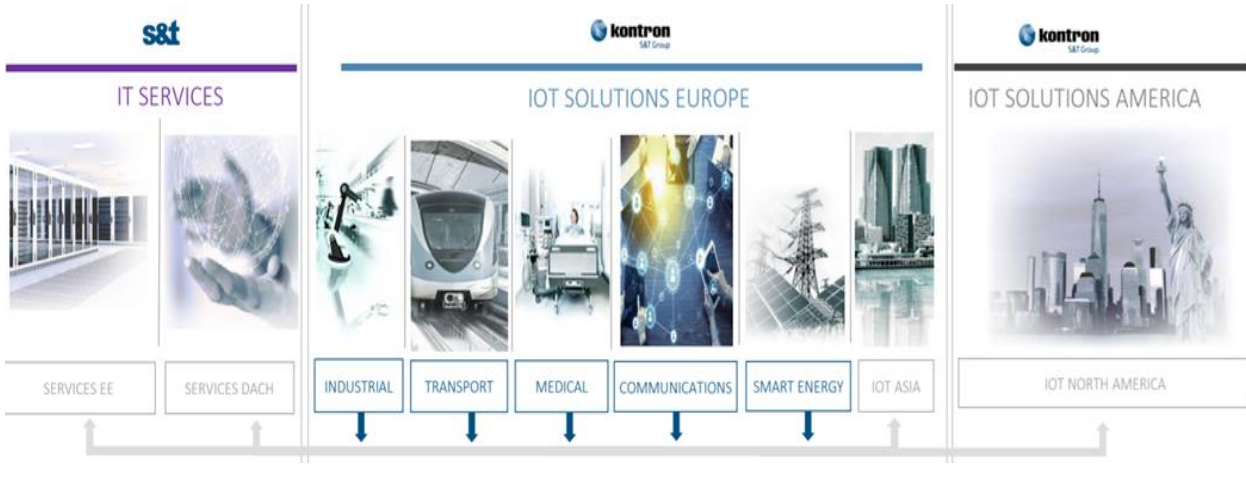 s&t
kontron
S&T Group
kontron
S&T Group
IT SERVICES
IOT SOLUTIONS EUROPE
IOT SOLUTIONS AMERICA
SERVICES EE
SERVICES DACH
INDUSTRIAL
TRANSPORT
MEDICAL
COMMUNICATIONS
SMART ENERGY
IOT ASIA
IOT NORTH AMERICA